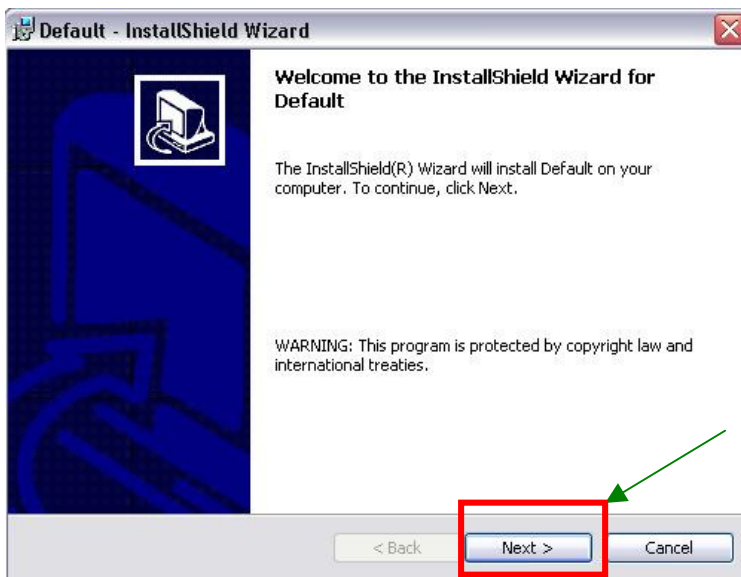 Default - InstallShield Wizard
Welcome to the InstallShield Wizard for
Default
The InstallShield(R) Wizard will install Default on your
computer. To continue, click Next.
WARNING: This program is protected by copyright law and
international treaties.
< Back
Next >
Cancel